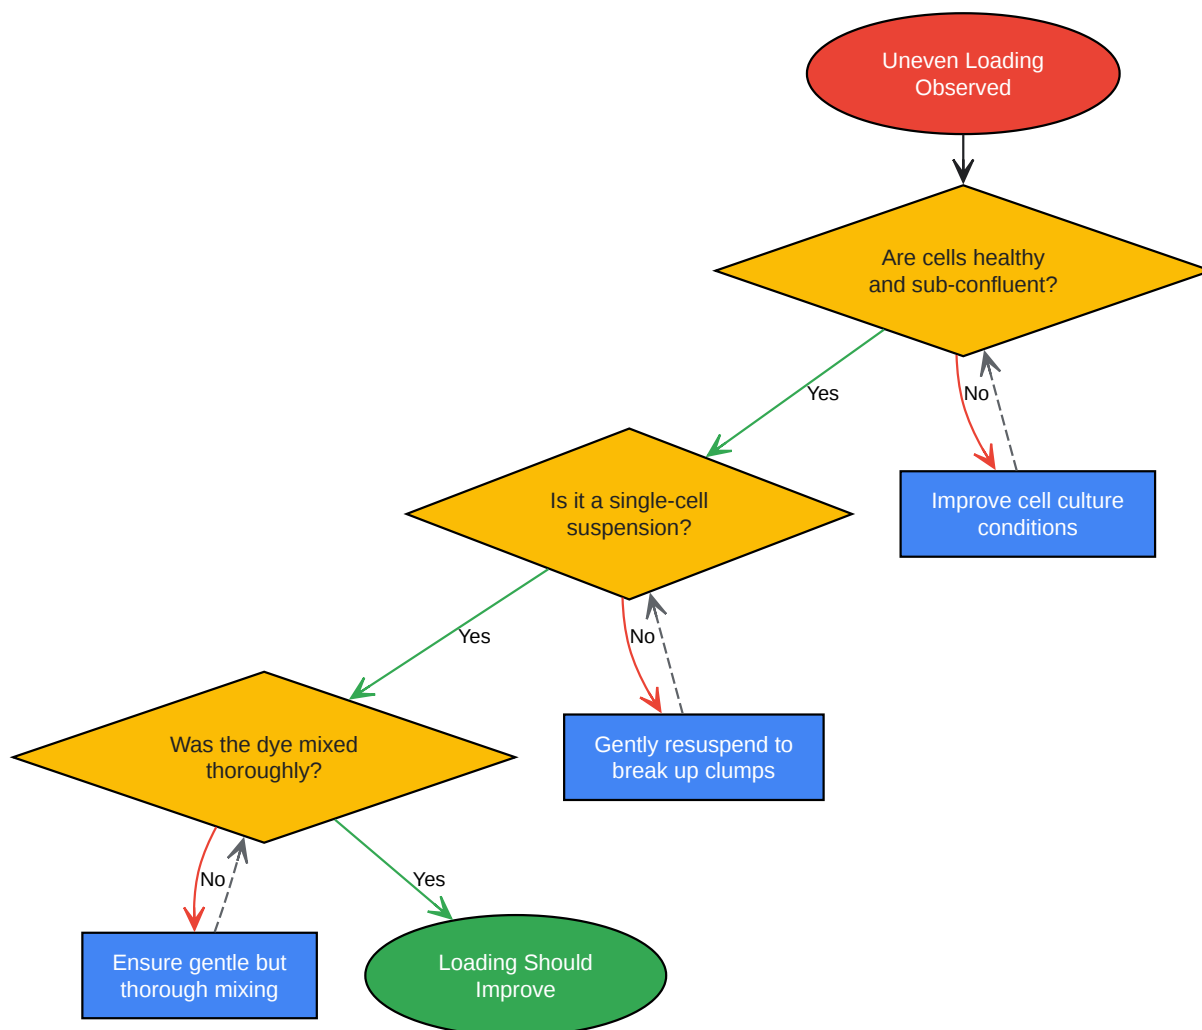 Uneven Loading
Observed
Are cells healthy
and sub-confluent?
Yes
No
Is it a single-cell
suspension?
Improve cell culture
conditions
Yes
No
Was the dye mixed
thoroughly?
Gently resuspend to
break up clumps
No
Yes
Ensure gentle but
thorough mixing
Loading Should
Improve